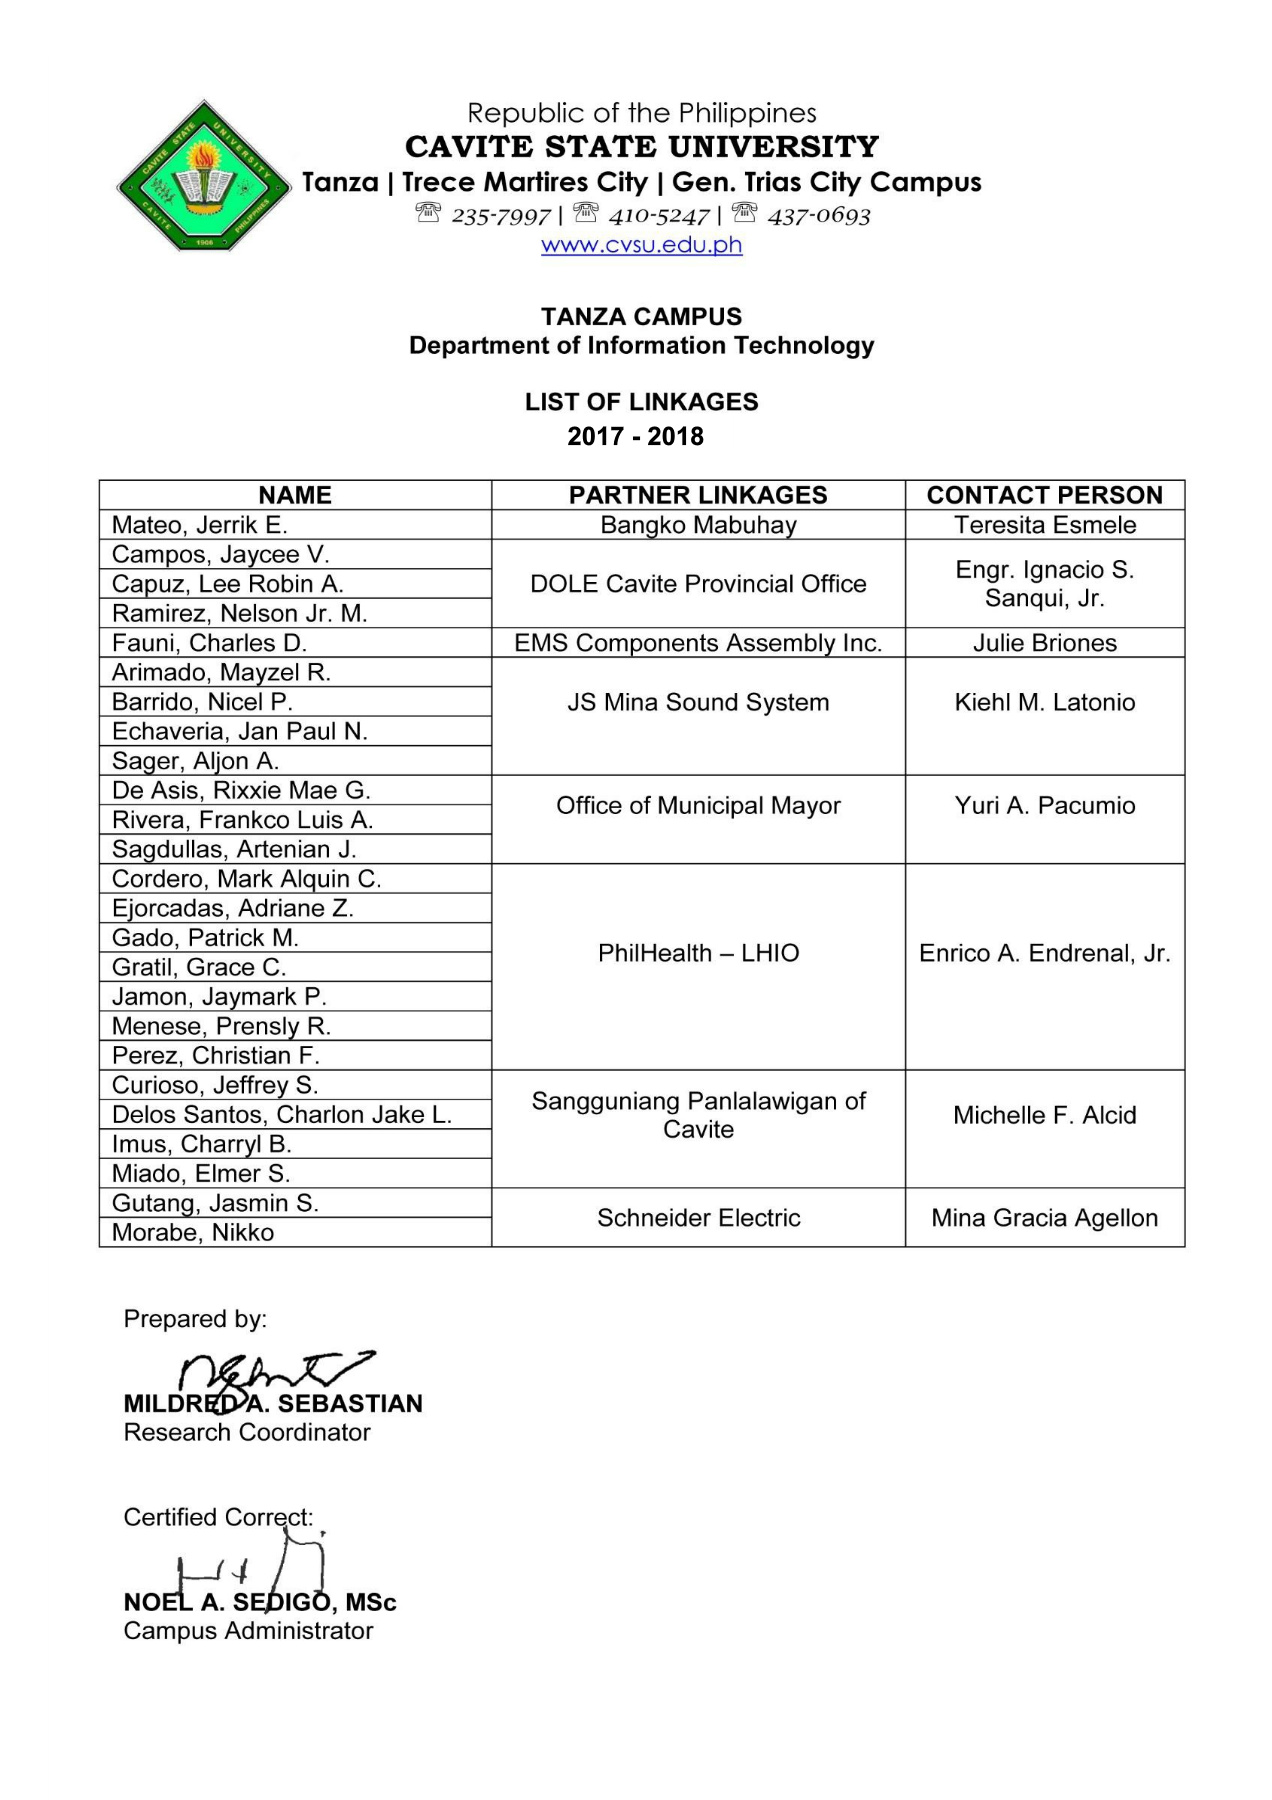 Republic of the Philippines
CAVITE STATE UNIVERSITY
Tanza | Trece Martires City | Gen. Trias City Campus
☏ 235-7997 | ☏ 410-5247 | ☏ 437-0693
www.cvsu.edu.ph
CAVITE STATE UNIVERSITY
CAVITE PHILIPPINES
1906
TANZA CAMPUS
Department of Information Technology
LIST OF LINKAGES
2017 - 2018
NAME PARTNER LINKAGES CONTACT PERSON
Mateo, Jerrik E. Bangko Mabuhay Teresita Esmele
Campos, Jaycee V.
Capuz, Lee Robin A.
Ramirez, Nelson Jr. M.
DOLE Cavite Provincial Office
Engr. Ignacio S.
Sanqui, Jr.
Fauni, Charles D. EMS Components Assembly Inc. Julie Briones
Arimado, Mayzel R.
Barrido, Nicel P.
Echaveria, Jan Paul N.
Sager, Aljon A.
JS Mina Sound System
Kiehl M. Latonio
De Asis, Rixxie Mae G.
Rivera, Frankco Luis A.
Sagdullas, Artenian J.
Office of Municipal Mayor
Yuri A. Pacumio
Cordero, Mark Alquin C.
Ejorcadas, Adriane Z.
Gado, Patrick M.
Gratil, Grace C.
Jamon, Jaymark P.
Menese, Prensly R.
Perez, Christian F.
PhilHealth – LHIO
Enrico A. Endrenal, Jr.
Curioso, Jeffrey S.
Delos Santos, Charlon Jake L.
Imus, Charryl B.
Miado, Elmer S.
Sangguniang Panlalawigan of
Cavite
Michelle F. Alcid
Gutang, Jasmin S.
Morabe, Nikko
Schneider Electric
Mina Gracia Agellon
Prepared by:
MILDRED A. SEBASTIAN
Research Coordinator
Certified Correct:
NOEL A. SEDIGO, MSc
Campus Administrator